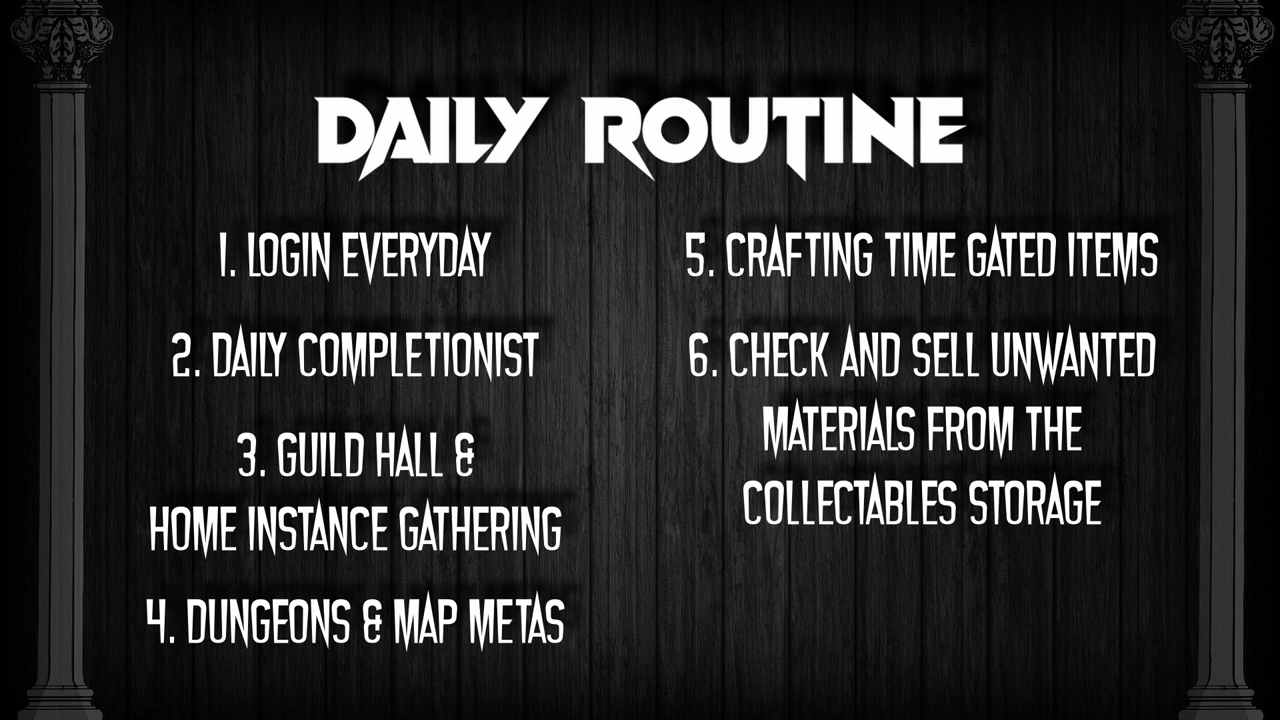 DAILY ROUTINE
1. LOGIN EVERYDAY
2. DAILY COMPLETIONIST
3. GUILD HALL &
HOME INSTANCE GATHERING
4. DUNGEONS & MAP METAS
5. CRAFTING TIME GATED ITEMS
6. CHECK AND SELL UNWANTED
MATERIALS FROM THE
COLLECTABLES STORAGE